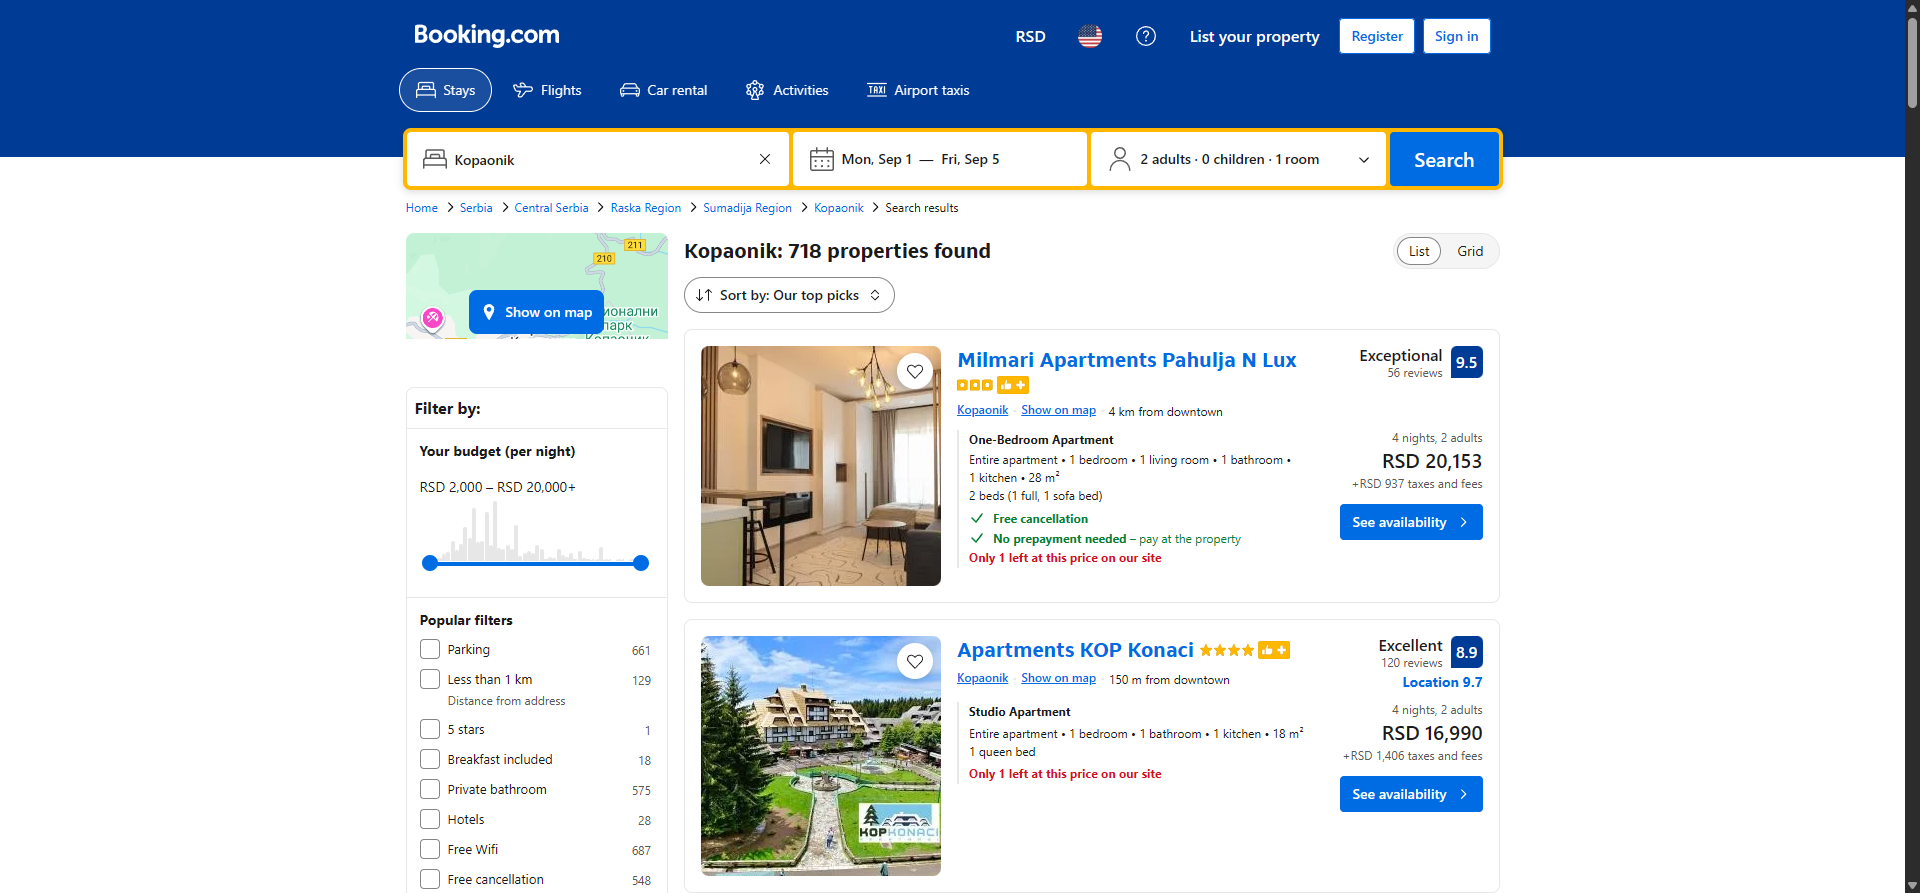 Booking.com
RSD
List your property
Register
Sign in
Stays
Flights
Car rental
Activities
TAXI Airport taxis
Kopaonik
Mon, Sep 1 — Fri, Sep 5
2 adults · 0 children · 1 room
Search
Home > Serbia > Central Serbia > Raska Region > Sumadija Region > Kopaonik > Search results
211
210
Show on map
Kopaonik: 718 properties found
List
Grid
Sort by: Our top picks
Filter by:
Your budget (per night)
RSD 2,000 – RSD 20,000+
Popular filters
Parking 661
Less than 1 km 129
Distance from address
5 stars 1
Breakfast included 18
Private bathroom 575
Hotels 28
Free Wifi 687
Free cancellation 548
Milmari Apartments Pahulja N Lux
Exceptional 9.5
56 reviews
Kopaonik · Show on map · 4 km from downtown
One-Bedroom Apartment
Entire apartment • 1 bedroom • 1 living room • 1 bathroom •
1 kitchen • 28 m²
2 beds (1 full, 1 sofa bed)
Free cancellation
No prepayment needed – pay at the property
Only 1 left at this price on our site
4 nights, 2 adults
RSD 20,153
+RSD 937 taxes and fees
See availability
Apartments KOP Konaci
Excellent 8.9
120 reviews
Location 9.7
Kopaonik · Show on map · 150 m from downtown
Studio Apartment
Entire apartment • 1 bedroom • 1 bathroom • 1 kitchen • 18 m²
1 queen bed
Only 1 left at this price on our site
4 nights, 2 adults
RSD 16,990
+RSD 1,406 taxes and fees
See availability
KOPKONACI